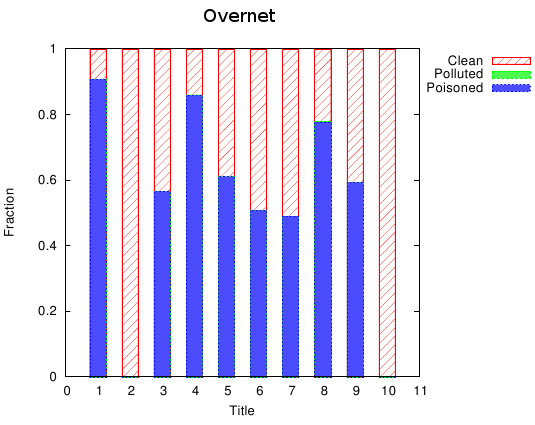 Overnet
Clean
Polluted
Poisoned
1
0.8
0.6
0.4
0.2
0
Fraction
0 1 2 3 4 5 6 7 8 9 10 11
Title